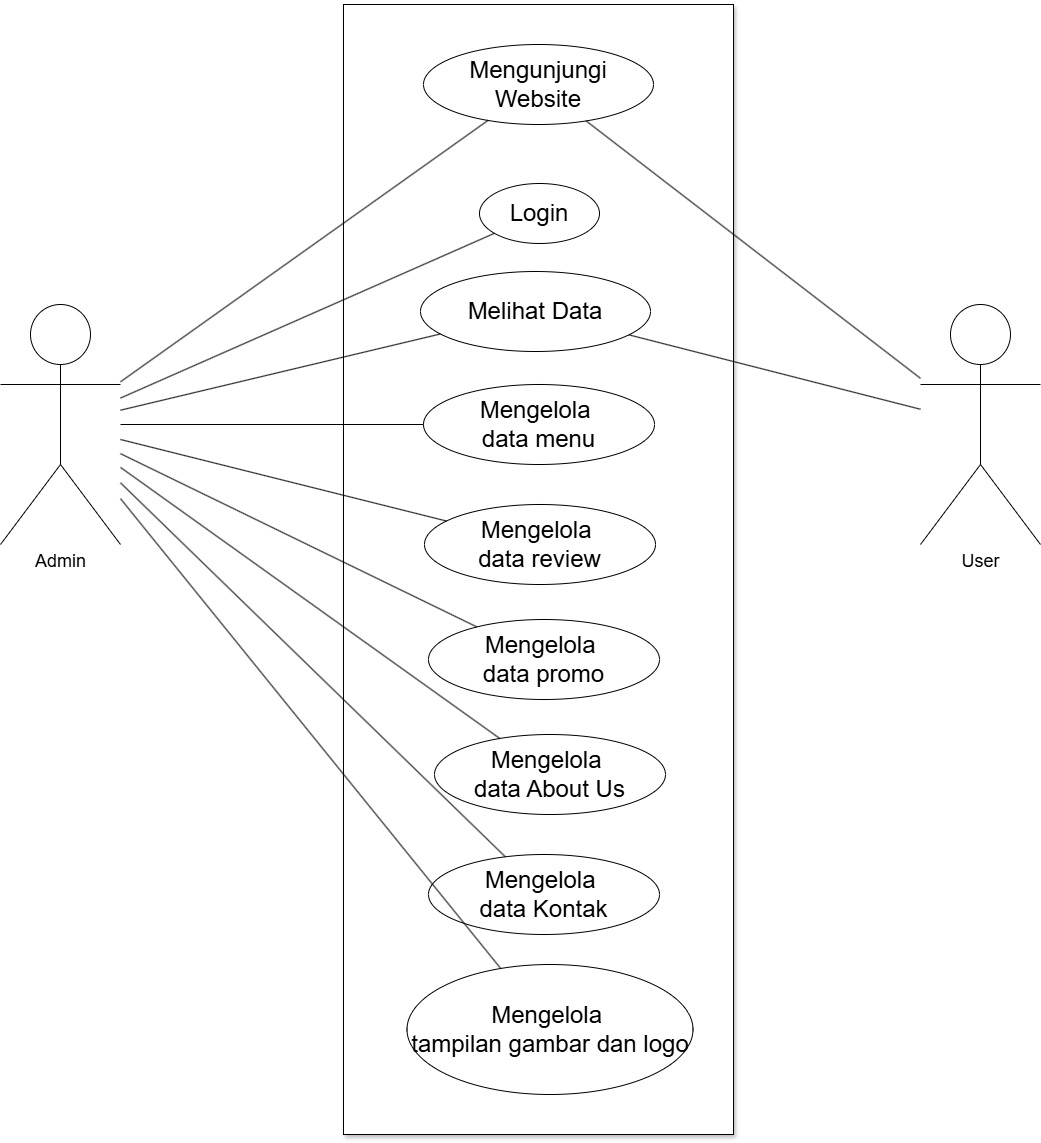 Mengunjungi
Website
Login
Melihat Data
Mengelola
data menu
Mengelola
data review
Admin
User
Mengelola
data promo
Mengelola
data About Us
Mengelola
data Kontak
Mengelola
tampilan gambar dan logo